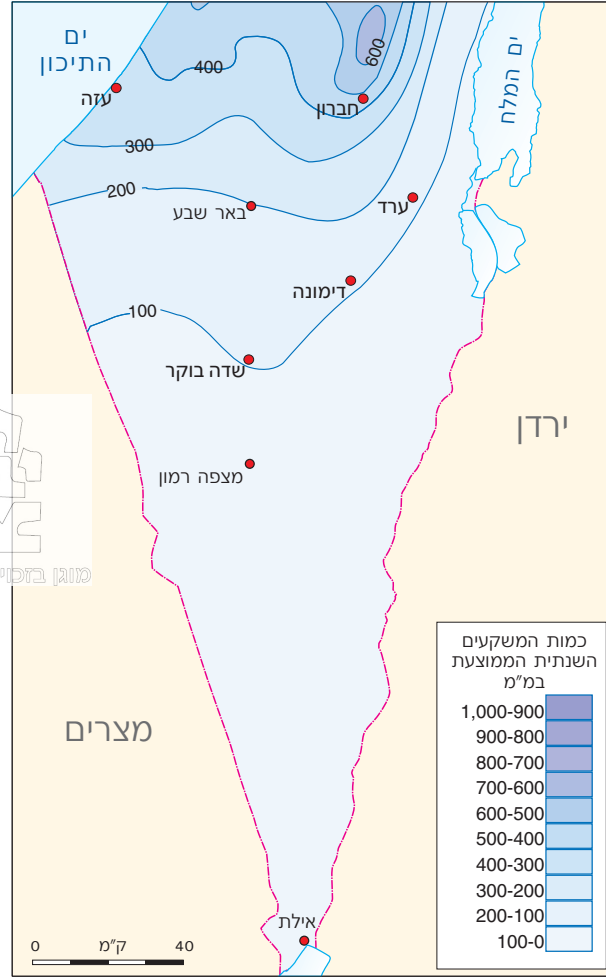 ים
התיכון
עזה
400
600
חברון
ים המלח
300
200
באר שבע
ערד
דימונה
100
שדה בוקר
ירדן
מצפה רמון
מוגן בזכוי
מצרים
כמות המשקעים
השנתית הממוצעת
במ"מ
1,000-900
900-800
800-700
700-600
600-500
500-400
400-300
300-200
200-100
100-0
אילת
0 ק"מ 40